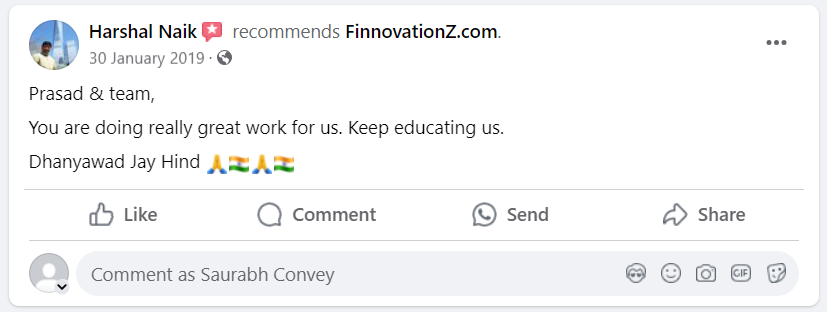 Harshal Naik recommends FinnovationZ.com.
30 January 2019 ·
Prasad & team,
You are doing really great work for us. Keep educating us.
Dhanyawad Jay Hind 🙏🇮🇳🙏🇮🇳
Like Comment Send Share
Comment as Saurabh Convey GIF